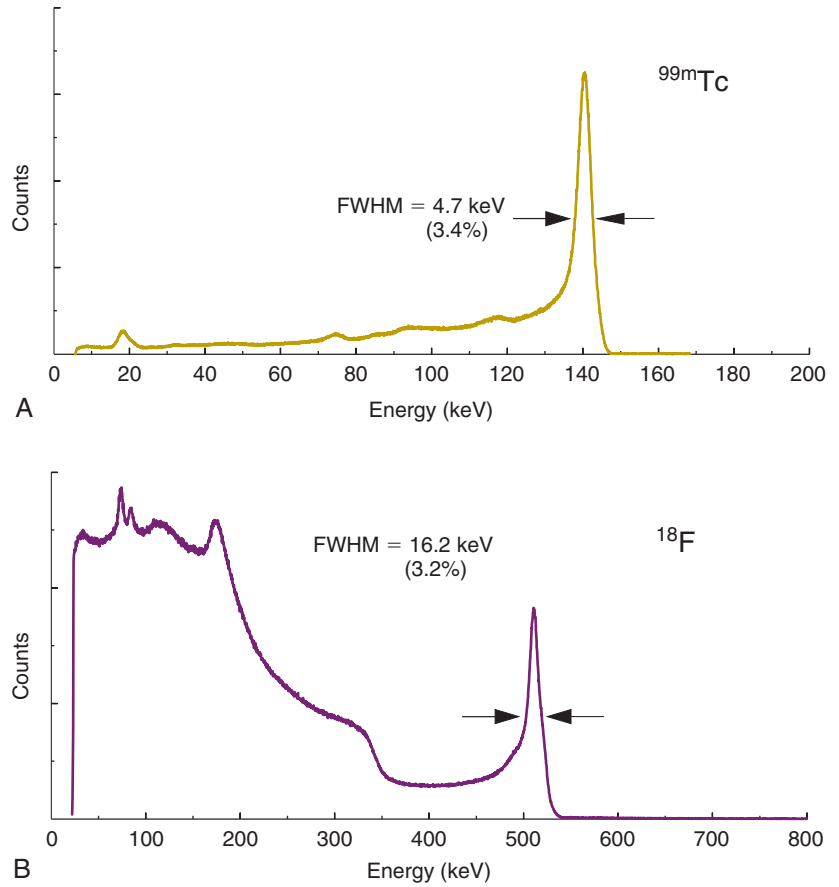 Counts
⁹⁹ᵐTc
FWHM = 4.7 keV
(3.4%)
0 20 40 60 80 100 120 140 160 180 200
A
Energy (keV)
Counts
¹⁸F
FWHM = 16.2 keV
(3.2%)
0 100 200 300 400 500 600 700 800
B
Energy (keV)